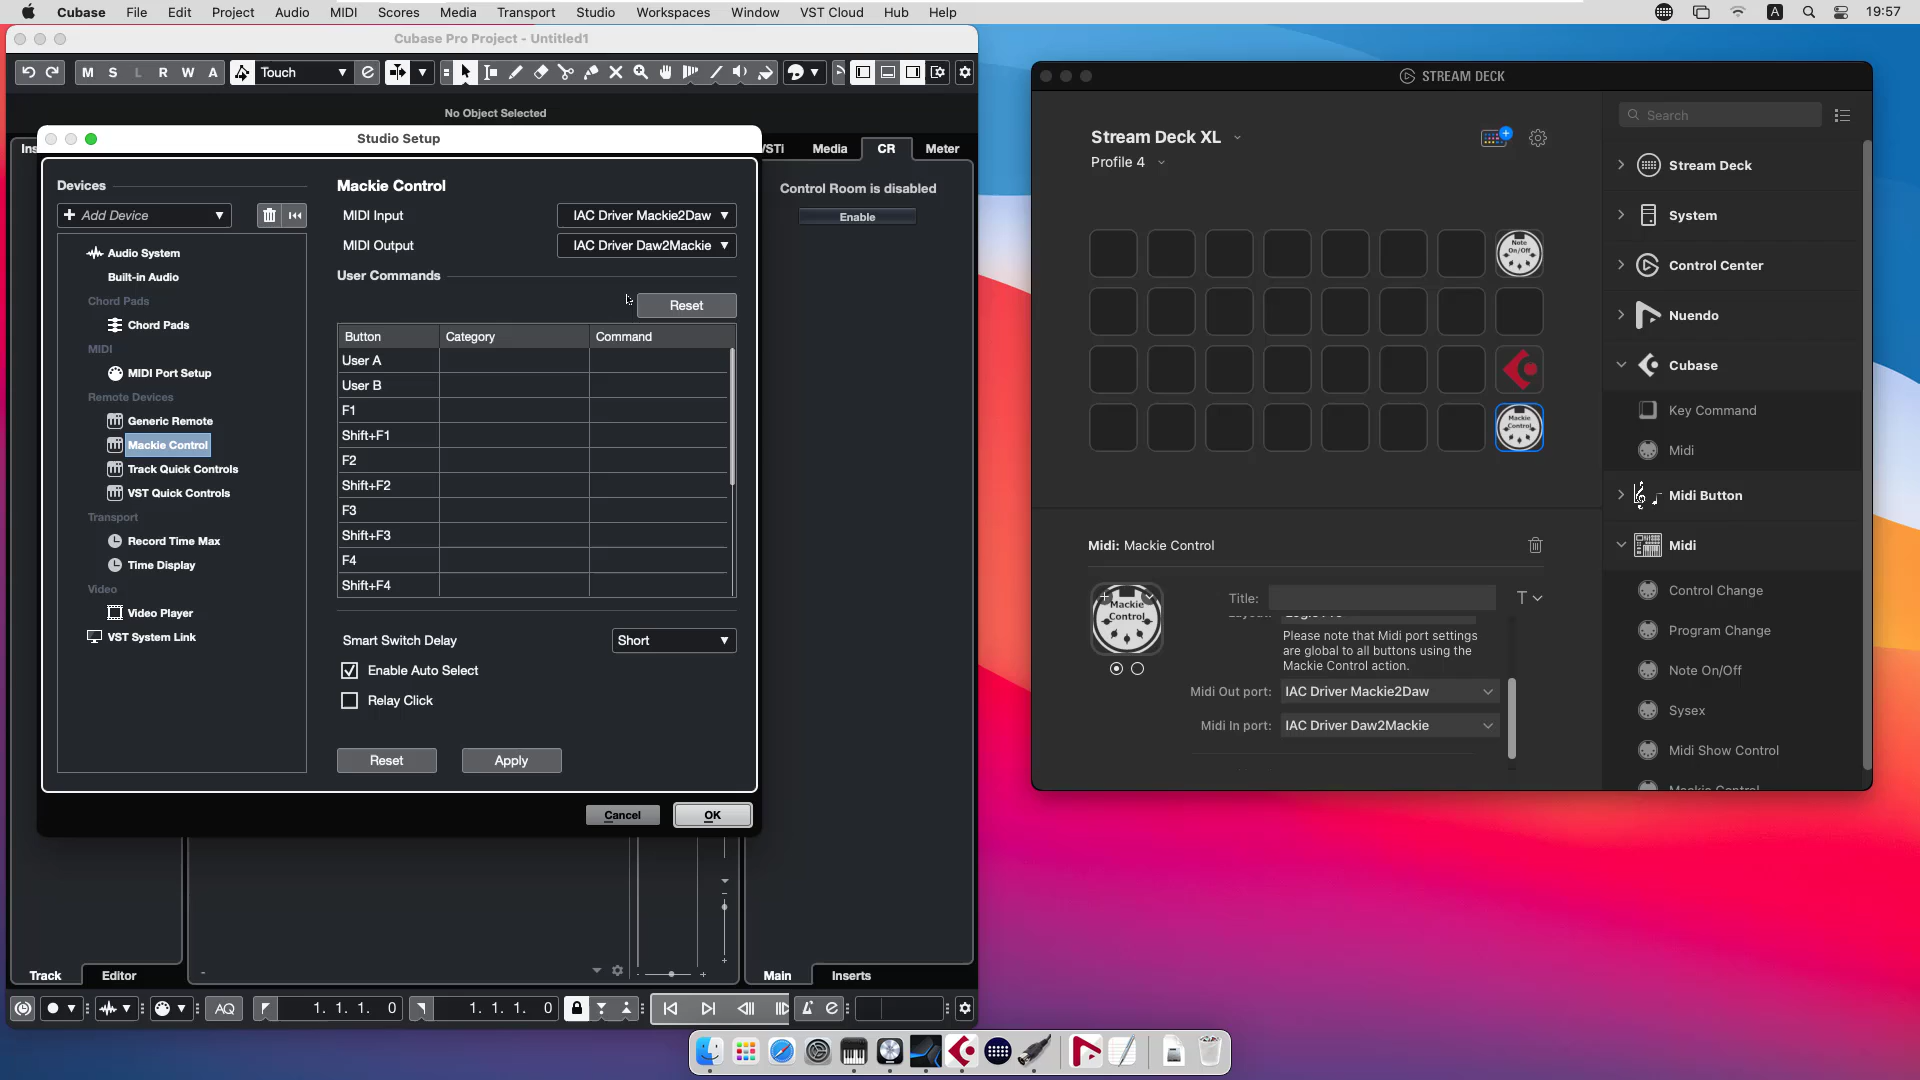 Cubase File Edit Project Audio MIDI Scores Media Transport Studio Workspaces Window VST Cloud Hub Help A 19:57
Cubase Pro Project - Untitled1
M S L R W A Touch
No Object Selected
Studio Setup
Ins
VSTi Media CR Meter
Control Room is disabled
Enable
Devices
Add Device
Audio System
Built-in Audio
Chord Pads
Chord Pads
MIDI
MIDI Port Setup
Remote Devices
Generic Remote
Mackie Control
Track Quick Controls
VST Quick Controls
Transport
Record Time Max
Time Display
Video
Video Player
VST System Link
Mackie Control
MIDI Input IAC Driver Mackie2Daw
MIDI Output IAC Driver Daw2Mackie
User Commands
Reset
Button Category Command
User A
User B
F1
Shift+F1
F2
Shift+F2
F3
Shift+F3
F4
Shift+F4
Smart Switch Delay Short
Enable Auto Select
Relay Click
Reset Apply
Cancel OK
Track Editor
-
Main Inserts
AQ 1. 1. 1. 0 1. 1. 1. 0
STREAM DECK
Stream Deck XL
Profile 4
Note
On/Off
Mackie
Control
Midi: Mackie Control
Mackie
Control
Title:
T
Please note that Midi port settings
are global to all buttons using the
Mackie Control action.
Midi Out port: IAC Driver Mackie2Daw
Midi In port: IAC Driver Daw2Mackie
Search
Stream Deck
System
Control Center
Nuendo
Cubase
Key Command
Midi
Midi Button
Midi
Control Change
Program Change
Note On/Off
Sysex
Midi Show Control
Mackie Control